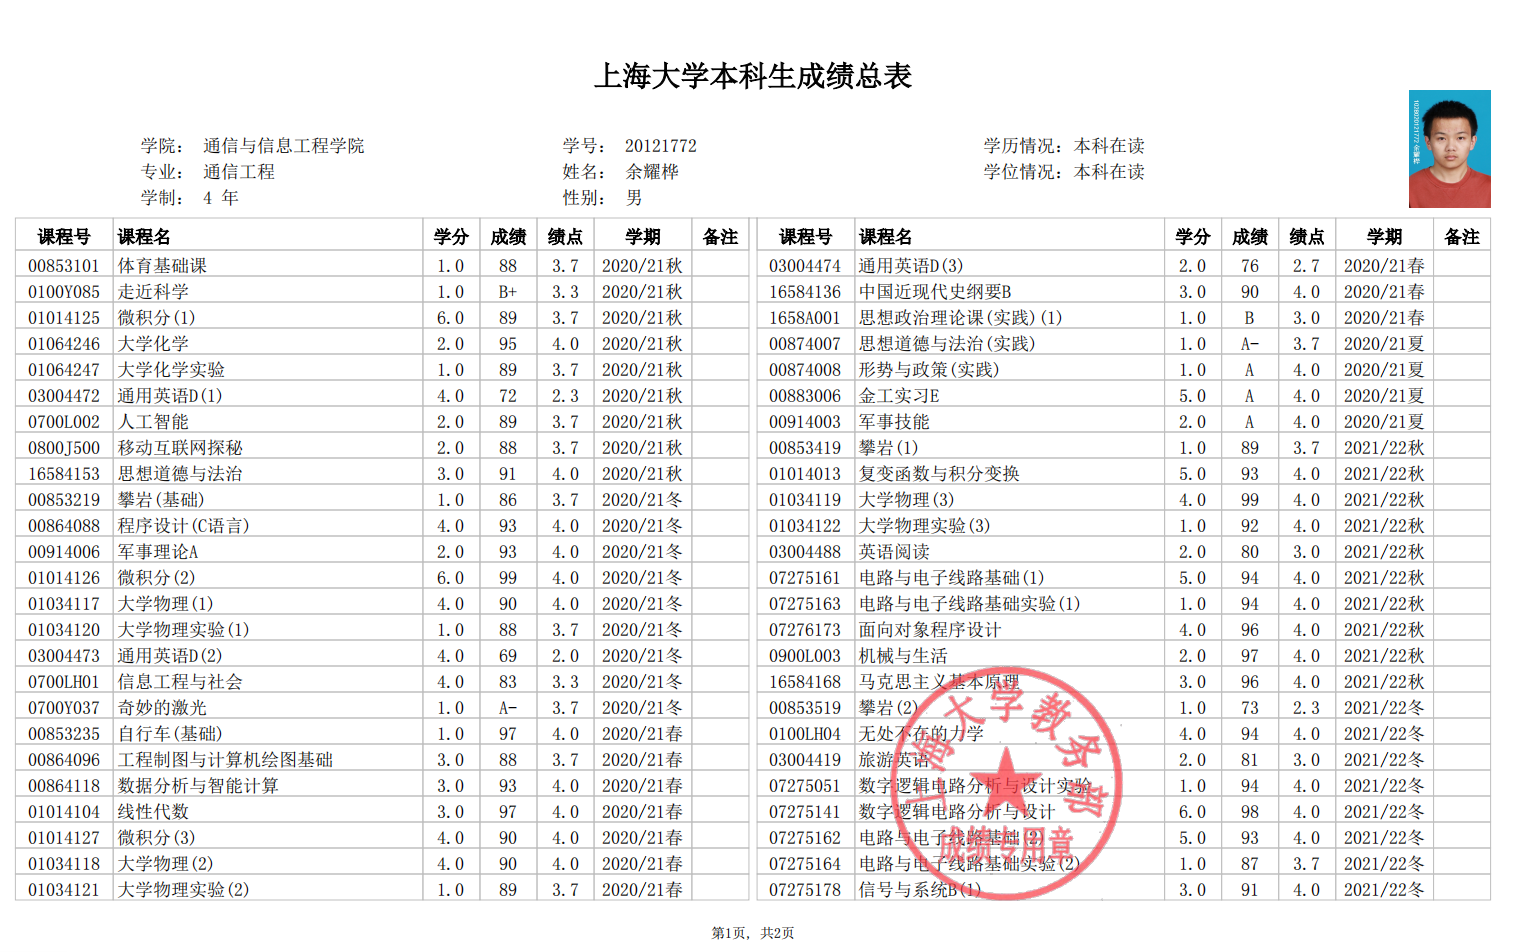 上海大学本科生成绩总表
学院: 通信与信息工程学院 学号: 20121772 学历情况: 本科在读
专业: 通信工程 姓名: 余耀桦 学位情况: 本科在读
学制: 4 年 性别: 男
课程号 课程名 学分 成绩 绩点 学期 备注 课程号 课程名 学分 成绩 绩点 学期 备注
00853101 体育基础课 1.0 88 3.7 2020/21秋 03004474 通用英语D(3) 2.0 76 2.7 2020/21春
0100Y085 走近科学 1.0 B+ 3.3 2020/21秋 16584136 中国近现代史纲要B 3.0 90 4.0 2020/21春
01014125 微积分(1) 6.0 89 3.7 2020/21秋 1658A001 思想政治理论课(实践)(1) 1.0 B 3.0 2020/21春
01064246 大学化学 2.0 95 4.0 2020/21秋 00874007 思想道德与法治(实践) 1.0 A- 3.7 2020/21夏
01064247 大学化学实验 1.0 89 3.7 2020/21秋 00874008 形势与政策(实践) 1.0 A 4.0 2020/21夏
03004472 通用英语D(1) 4.0 72 2.3 2020/21秋 00883006 金工实习E 5.0 A 4.0 2020/21夏
0700L002 人工智能 2.0 89 3.7 2020/21秋 00914003 军事技能 2.0 A 4.0 2020/21夏
0800J500 移动互联网探秘 2.0 88 3.7 2020/21秋 00853419 攀岩(1) 1.0 89 3.7 2021/22秋
16584153 思想道德与法治 3.0 91 4.0 2020/21秋 01014013 复变函数与积分变换 5.0 93 4.0 2021/22秋
00853219 攀岩(基础) 1.0 86 3.7 2020/21冬 01034119 大学物理(3) 4.0 99 4.0 2021/22秋
00864088 程序设计(C语言) 4.0 93 4.0 2020/21冬 01034122 大学物理实验(3) 1.0 92 4.0 2021/22秋
00914006 军事理论A 2.0 93 4.0 2020/21冬 03004488 英语阅读 2.0 80 3.0 2021/22秋
01014126 微积分(2) 6.0 99 4.0 2020/21冬 07275161 电路与电子线路基础(1) 5.0 94 4.0 2021/22秋
01034117 大学物理(1) 4.0 90 4.0 2020/21冬 07275163 电路与电子线路基础实验(1) 1.0 94 4.0 2021/22秋
01034120 大学物理实验(1) 1.0 88 3.7 2020/21冬 07276173 面向对象程序设计 4.0 96 4.0 2021/22秋
03004473 通用英语D(2) 4.0 69 2.0 2020/21冬 0900L003 机械与生活 2.0 97 4.0 2021/22秋
0700LH01 信息工程与社会 4.0 83 3.3 2020/21冬 16584168 马克思主义基本原理 3.0 96 4.0 2021/22秋
0700Y037 奇妙的激光 1.0 A- 3.7 2020/21冬 00853519 攀岩(2) 1.0 73 2.3 2021/22冬
00853235 自行车(基础) 1.0 97 4.0 2020/21春 0100LH04 无处不在的力学 4.0 94 4.0 2021/22冬
00864096 工程制图与计算机绘图基础 3.0 88 3.7 2020/21春 03004419 旅游英语 2.0 81 3.0 2021/22冬
00864118 数据分析与智能计算 3.0 93 4.0 2020/21春 07275051 数字逻辑电路分析与设计实验 1.0 94 4.0 2021/22冬
01014104 线性代数 3.0 97 4.0 2020/21春 07275141 数字逻辑电路分析与设计 6.0 98 4.0 2021/22冬
01014127 微积分(3) 4.0 90 4.0 2020/21春 07275162 电路与电子线路基础(2) 5.0 93 4.0 2021/22冬
01034118 大学物理(2) 4.0 90 4.0 2020/21春 07275164 电路与电子线路基础实验(2) 1.0 87 3.7 2021/22冬
01034121 大学物理实验(2) 1.0 89 3.7 2020/21春 07275178 信号与系统B(1) 3.0 91 4.0 2021/22冬
上海大学教务部
成绩专用章
第1页, 共2页